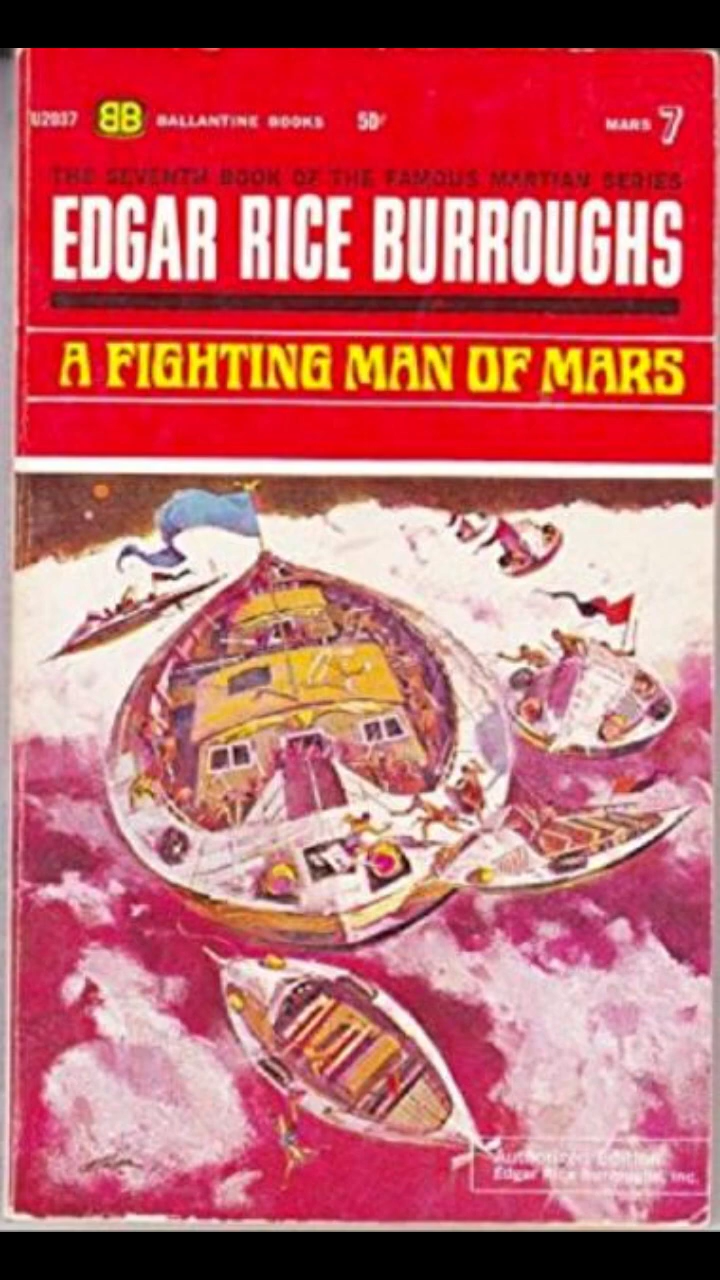 U2037 BB BALLANTINE BOOKS 50¢ MARS 7
THE SEVENTH BOOK OF THE FAMOUS MARTIAN SERIES
EDGAR RICE BURROUGHS
A FIGHTING MAN OF MARS
Authorized Edition
Edgar Rice Burroughs, Inc.